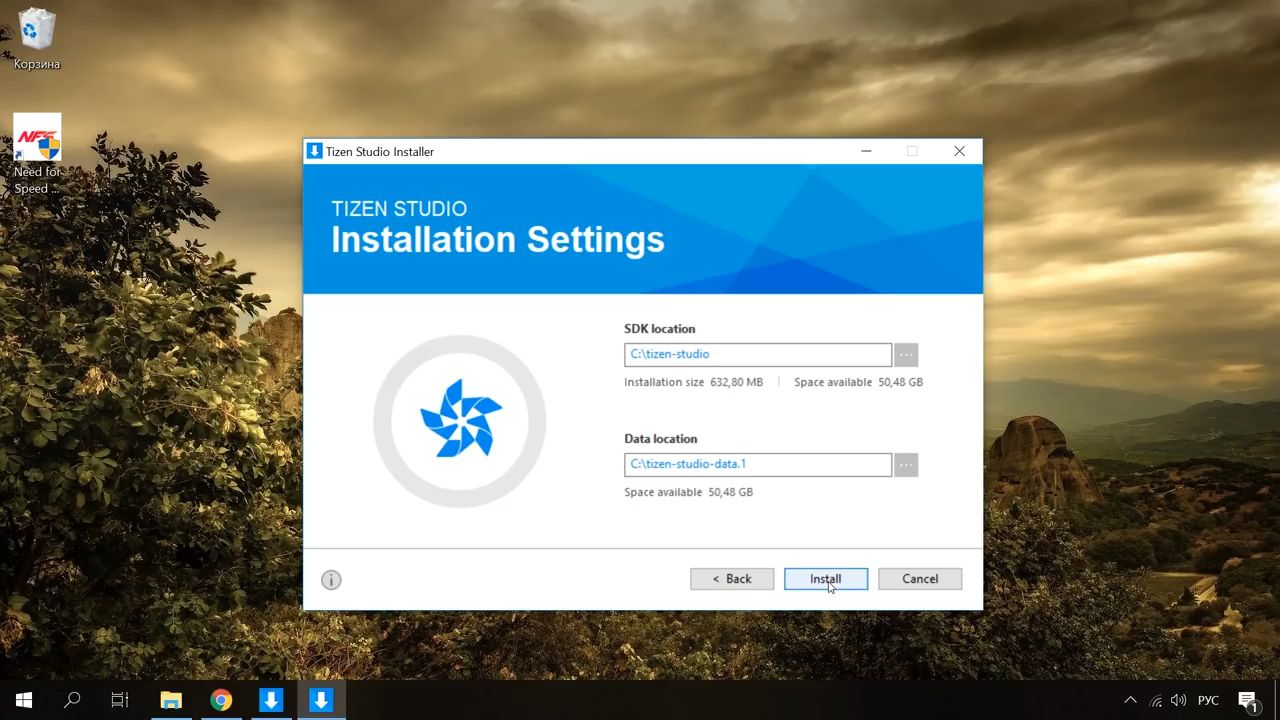 Корзина
NFS
Need for
Speed ...
Tizen Studio Installer
TIZEN STUDIO
Installation Settings
SDK location
C:\tizen-studio
...
Installation size 632,80 MB
Space available 50,48 GB
Data location
C:\tizen-studio-data.1
...
Space available 50,48 GB
i
< Back
Install
Cancel
РУС
1